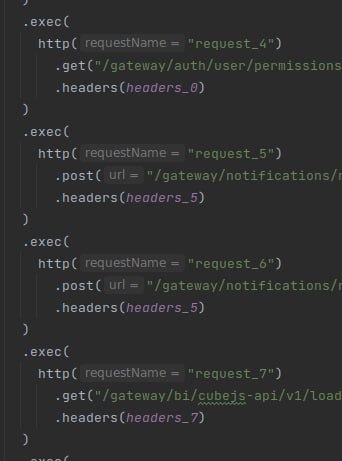 )
.exec(
http( requestName = "request_4")
.get("/gateway/auth/user/permissions
.headers(headers_0)
)
.exec(
http( requestName = "request_5")
.post( url = "/gateway/notifications/
.headers(headers_5)
)
.exec(
http( requestName = "request_6")
.post( url = "/gateway/notifications/
.headers(headers_5)
)
.exec(
http( requestName = "request_7")
.get("/gateway/bi/cubejs-api/v1/load
.headers(headers_7)
)
.exec(